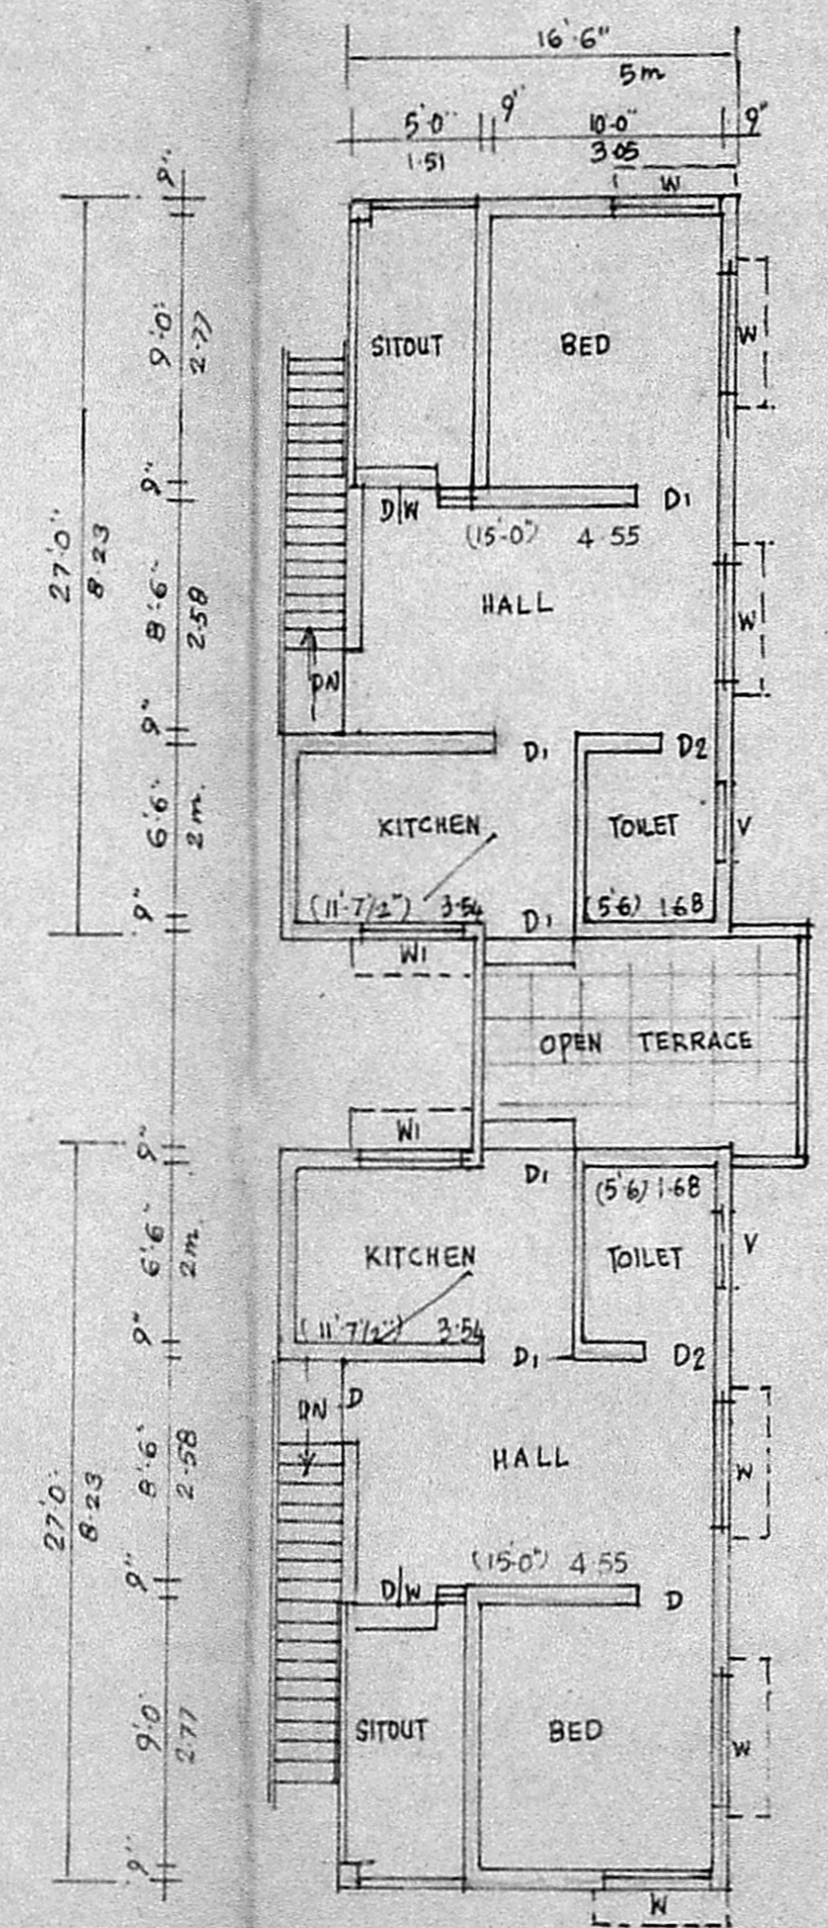 16'-6"
5m
5'-0" 9" 10'-0" 9"
1.51 3.05
W
9"
9'-0"
2.77
SITOUT BED
W
9"
D/W D1
(15'-0") 4.55
27'0"
8.23
8'-6"
2.58
HALL
W
DN
9"
D1 D2
6'6"
2m.
KITCHEN TOILET V
(11'-7 1/2") 3.54 D1 (5'6) 1.68
9"
W1
OPEN TERRACE
W1
9"
D1 (5'6) 1.68
6'6"
2m.
KITCHEN TOILET V
(11'7 1/2") 3.54
9"
D1 D2
DN D
8'-6"
2.58
HALL
W
27'0"
8.23
(15'0") 4.55
9"
D/W D
9'0"
2.77
SITOUT BED
W
9"
W